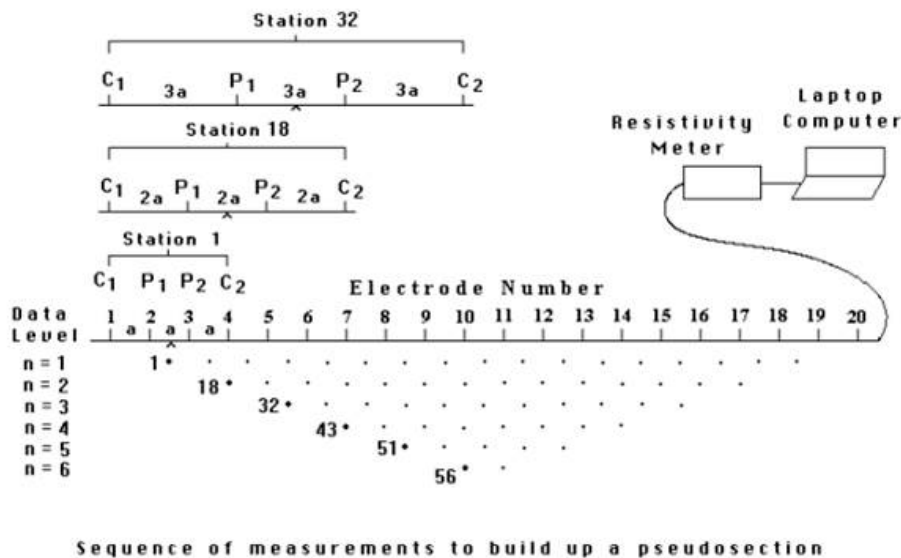 Station 32
C1 3a P1 3a P2 3a C2
Station 18
C1 2a P1 2a P2 2a C2
Station 1
C1 P1 P2 C2
Resistivity Meter
Laptop Computer
Electrode Number
Data Level
1 2 3 4 5 6 7 8 9 10 11 12 13 14 15 16 17 18 19 20
a a a
n = 1 1
n = 2 18
n = 3 32
n = 4 43
n = 5 51
n = 6 56
Sequence of measurements to build up a pseudosection